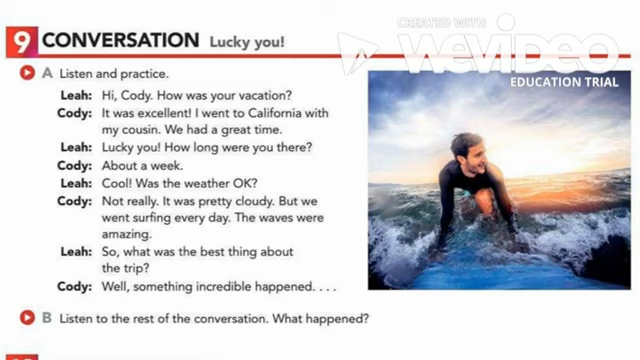 CREATED WITH
WEVIDEO
EDUCATION TRIAL
9 CONVERSATION Lucky you!
A Listen and practice.
Leah: Hi, Cody. How was your vacation?
Cody: It was excellent! I went to California with
my cousin. We had a great time.
Leah: Lucky you! How long were you there?
Cody: About a week.
Leah: Cool! Was the weather OK?
Cody: Not really. It was pretty cloudy. But we
went surfing every day. The waves were
amazing.
Leah: So, what was the best thing about
the trip?
Cody: Well, something incredible happened. . . .
B Listen to the rest of the conversation. What happened?